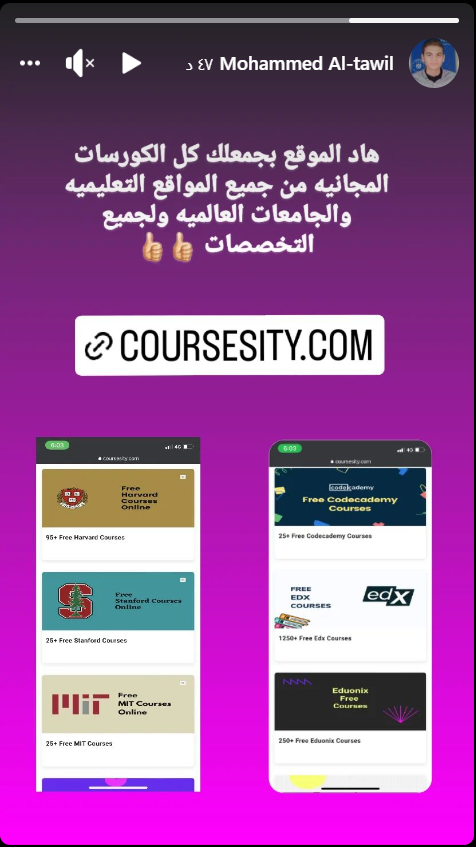 Mohammed Al-tawil ٤٧ د
هاد الموقع بجمعلك كل الكورسات
المجانيه من جميع المواقع التعليميه
والجامعات العالميه ولجميع
التخصصات 👍🏼 👍🏼
COURSESITY.COM
6:03
4G
coursesity.com
Free
Harvard
Courses
Online
95+ Free Harvard Courses
Free
Stanford Courses
Online
25+ Free Stanford Courses
MIT
Free
MIT Courses
Online
25+ Free MIT Courses
6:03
4G
coursesity.com
codecademy
Free Codecademy
Courses
25+ Free Codecademy Courses
FREE
EDX
COURSES
edX
1250+ Free Edx Courses
Eduonix
Free
Courses
250+ Free Eduonix Courses